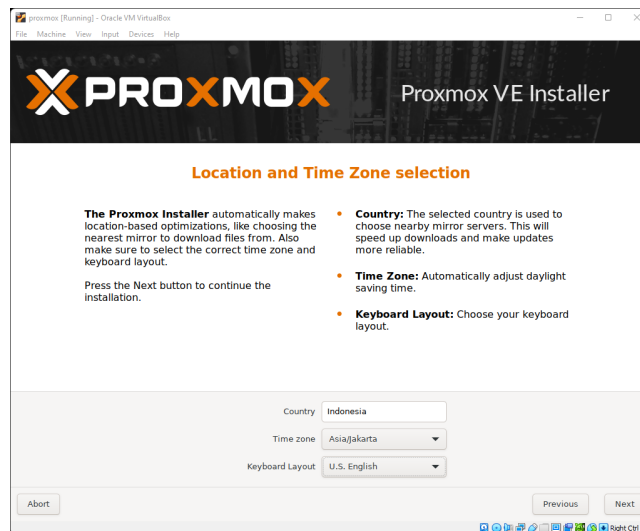 proxmox [Running] - Oracle VM VirtualBox
File Machine View Input Devices Help
PROXMOX
Proxmox VE Installer
Location and Time Zone selection
The Proxmox Installer automatically makes
location-based optimizations, like choosing the
nearest mirror to download files from. Also
make sure to select the correct time zone and
keyboard layout.
Press the Next button to continue the
installation.
Country: The selected country is used to
choose nearby mirror servers. This will
speed up downloads and make updates
more reliable.
Time Zone: Automatically adjust daylight
saving time.
Keyboard Layout: Choose your keyboard
layout.
Country Indonesia
Time zone Asia/Jakarta
Keyboard Layout U.S. English
Abort Previous Next
Right Ctrl